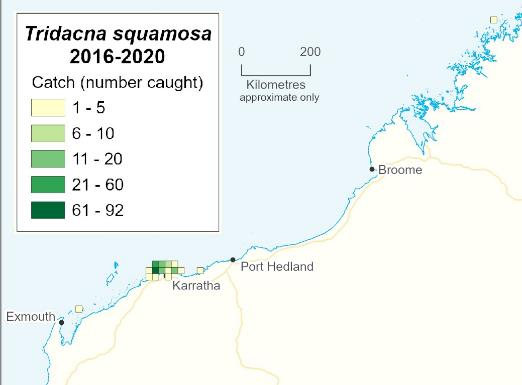 Tridacna squamosa
2016-2020
Catch (number caught)
1 - 5
6 - 10
11 - 20
21 - 60
61 - 92
0 200
Kilometres
approximate only
Broome
Port Hedland
Karratha
Exmouth